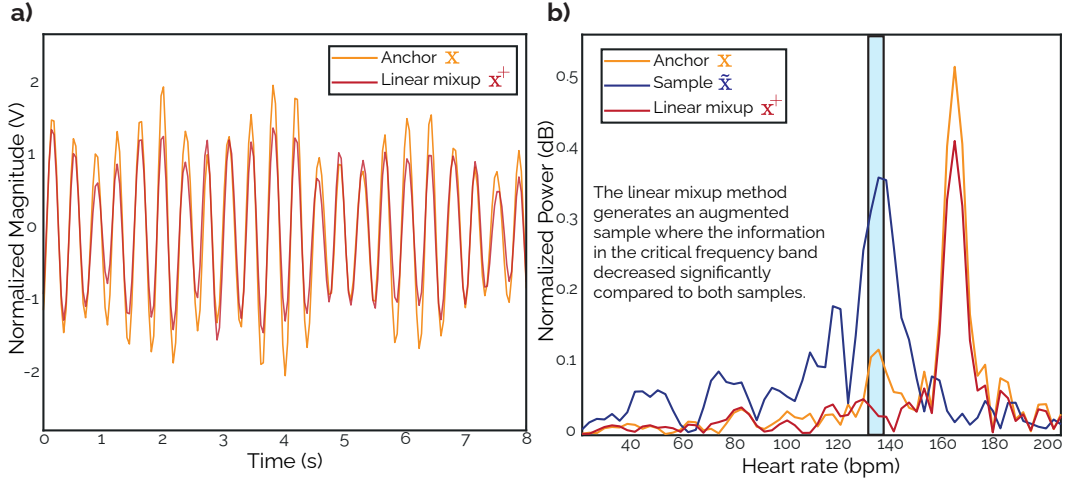 a)
Normalized Magnitude (V)
2
1
0
-1
-2
Anchor x
Linear mixup x+
0 1 2 3 4 5 6 7 8
Time (s)
b)
Normalized Power (dB)
0.5
0.4
0.3
0.2
0.1
0
Anchor x
Sample x̃
Linear mixup x+
The linear mixup method
generates an augmented
sample where the information
in the critical frequency band
decreased significantly
compared to both samples.
40 60 80 100 120 140 160 180 200
Heart rate (bpm)